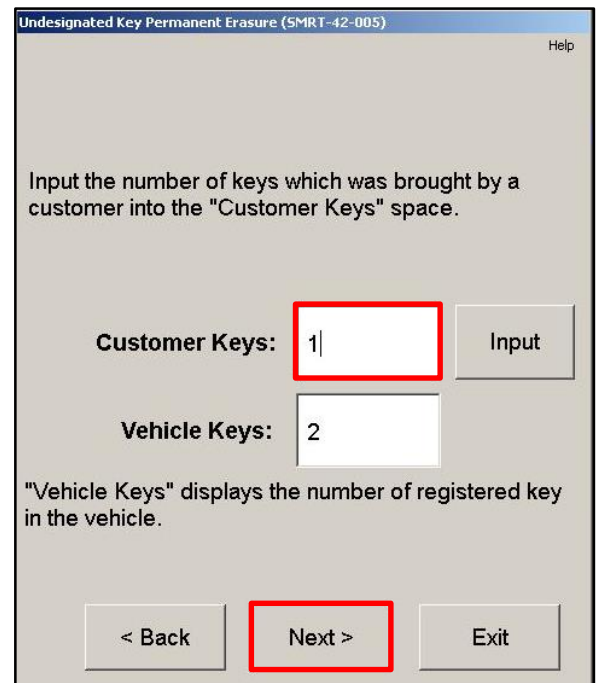 Undesignated Key Permanent Erasure (SMRT-42-005)
Help
Input the number of keys which was brought by a
customer into the "Customer Keys" space.
Customer Keys: 1 Input
Vehicle Keys: 2
"Vehicle Keys" displays the number of registered key
in the vehicle.
< Back Next > Exit